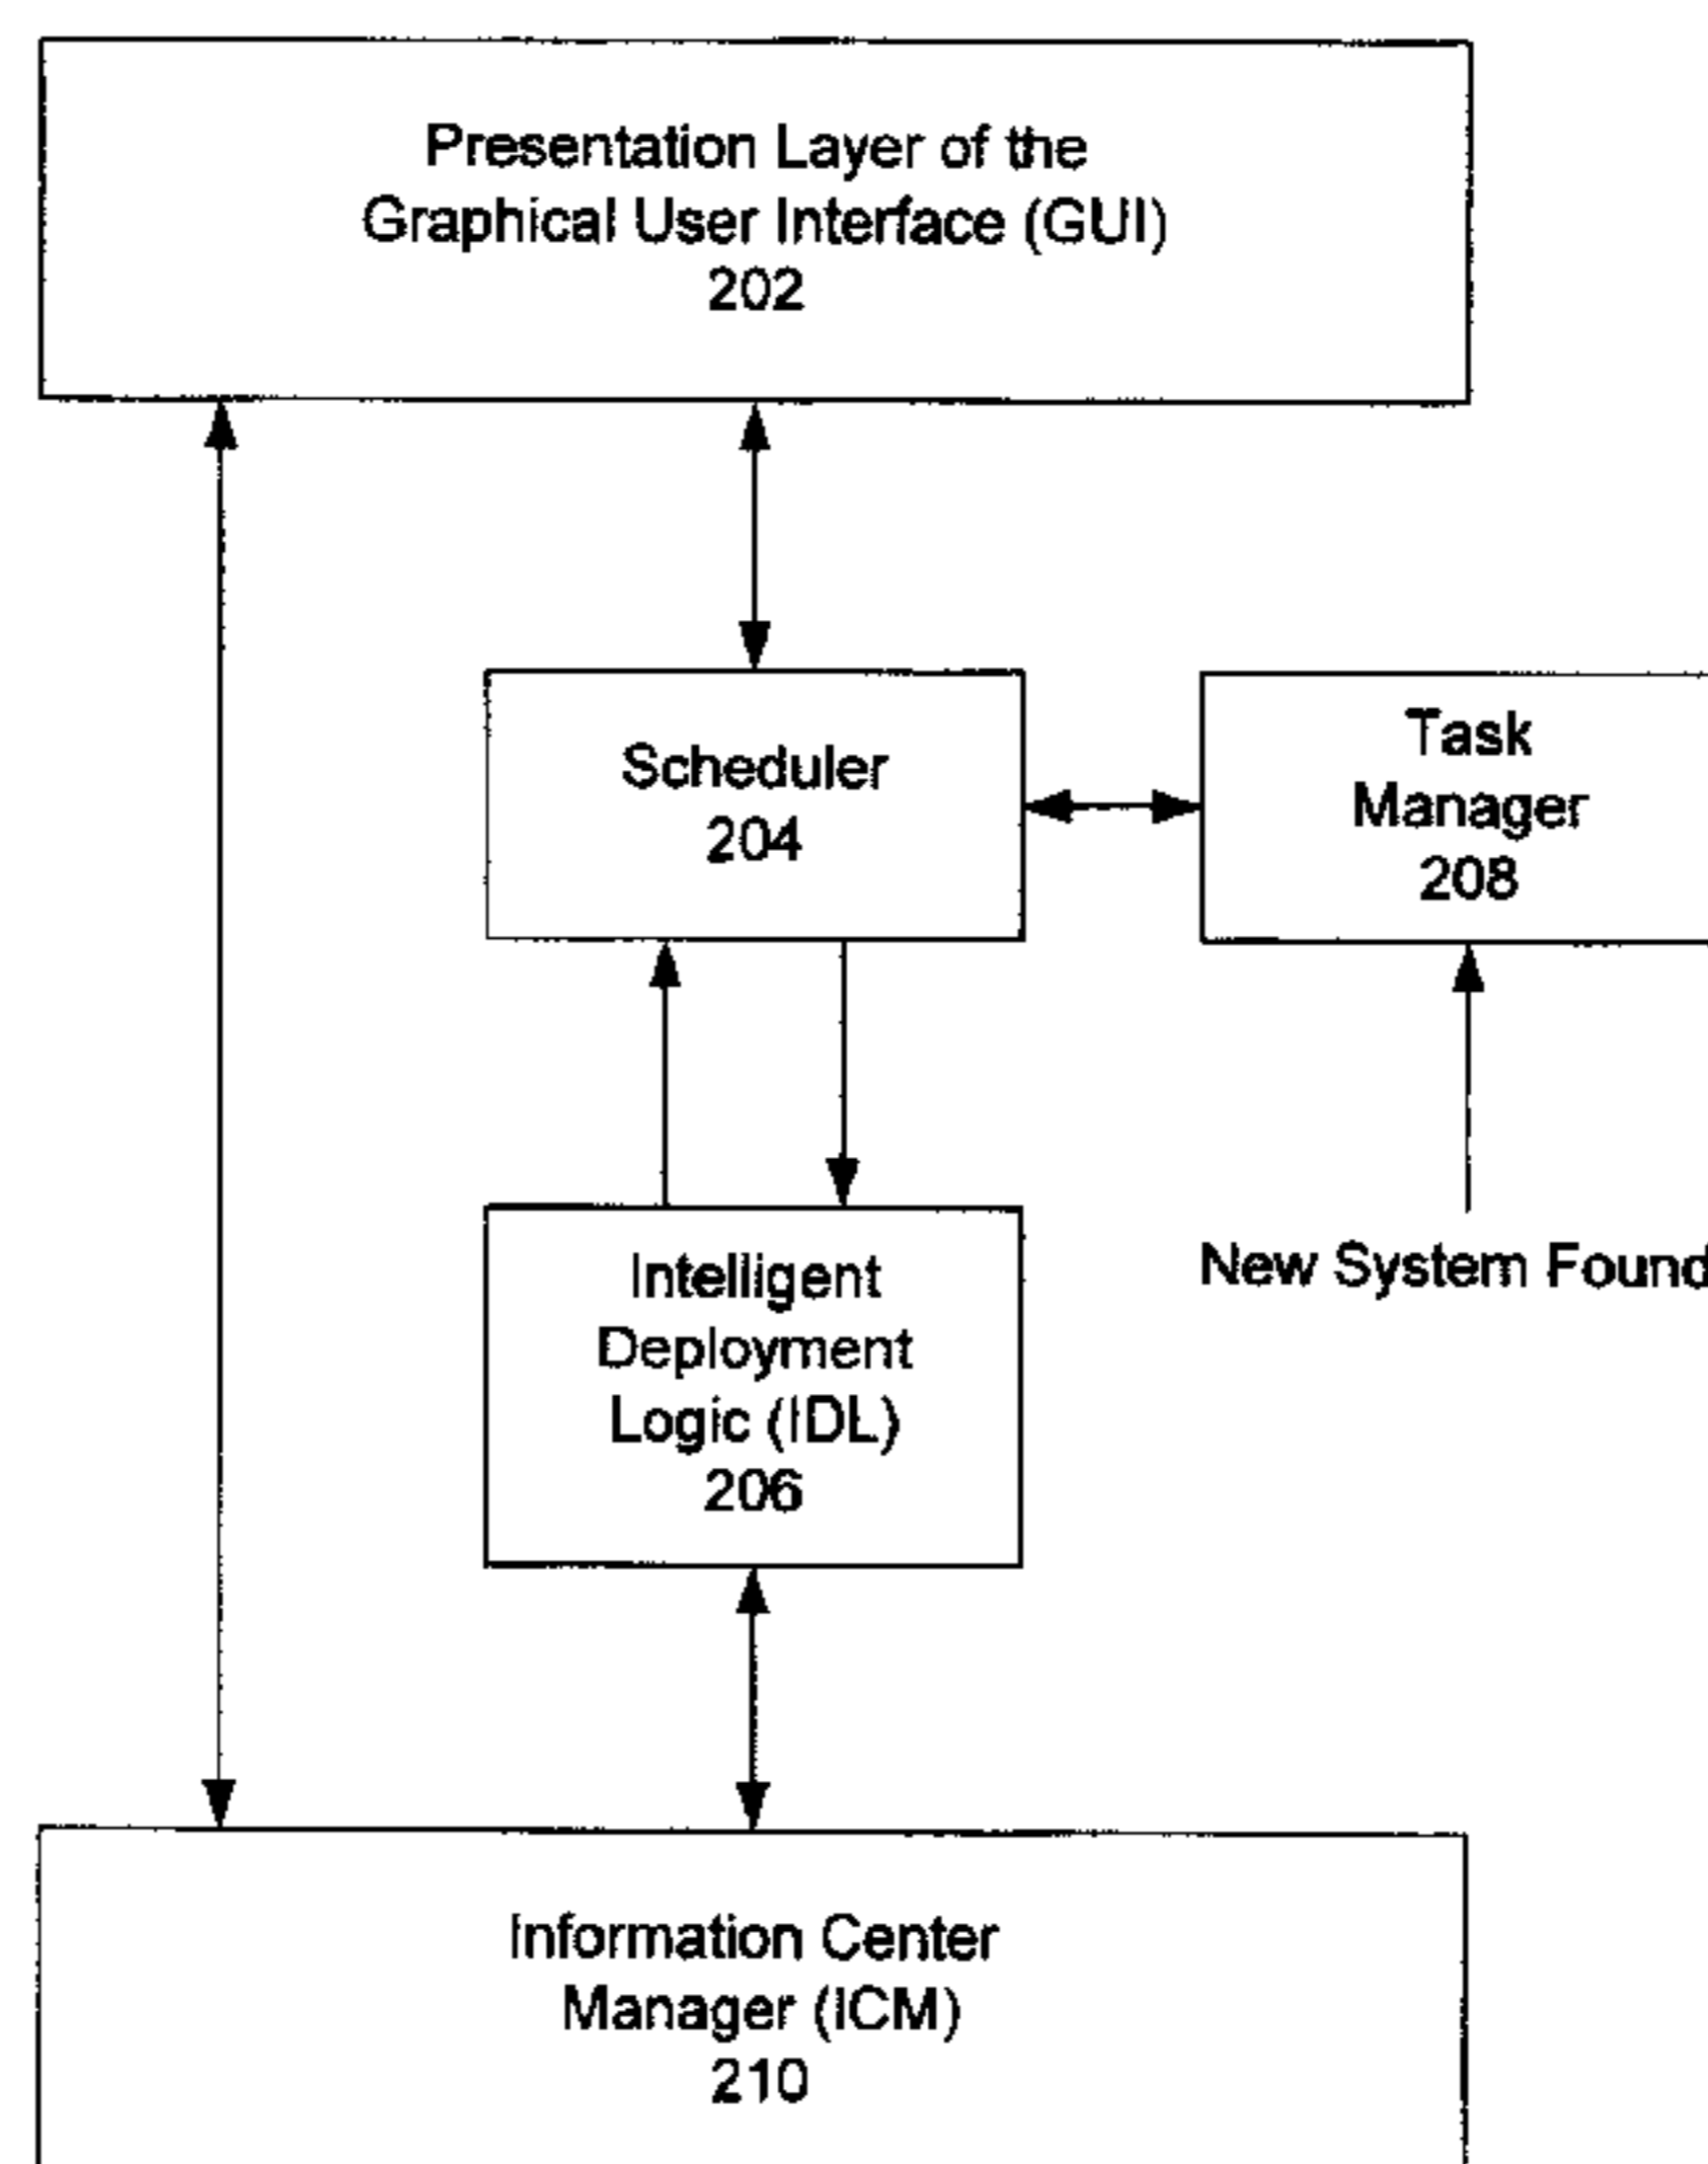 Presentation Layer of the
Graphical User Interface (GUI)
202
Scheduler
204
Task
Manager
208
Intelligent
Deployment
Logic (IDL)
206
New System Found
Information Center
Manager (ICM)
210